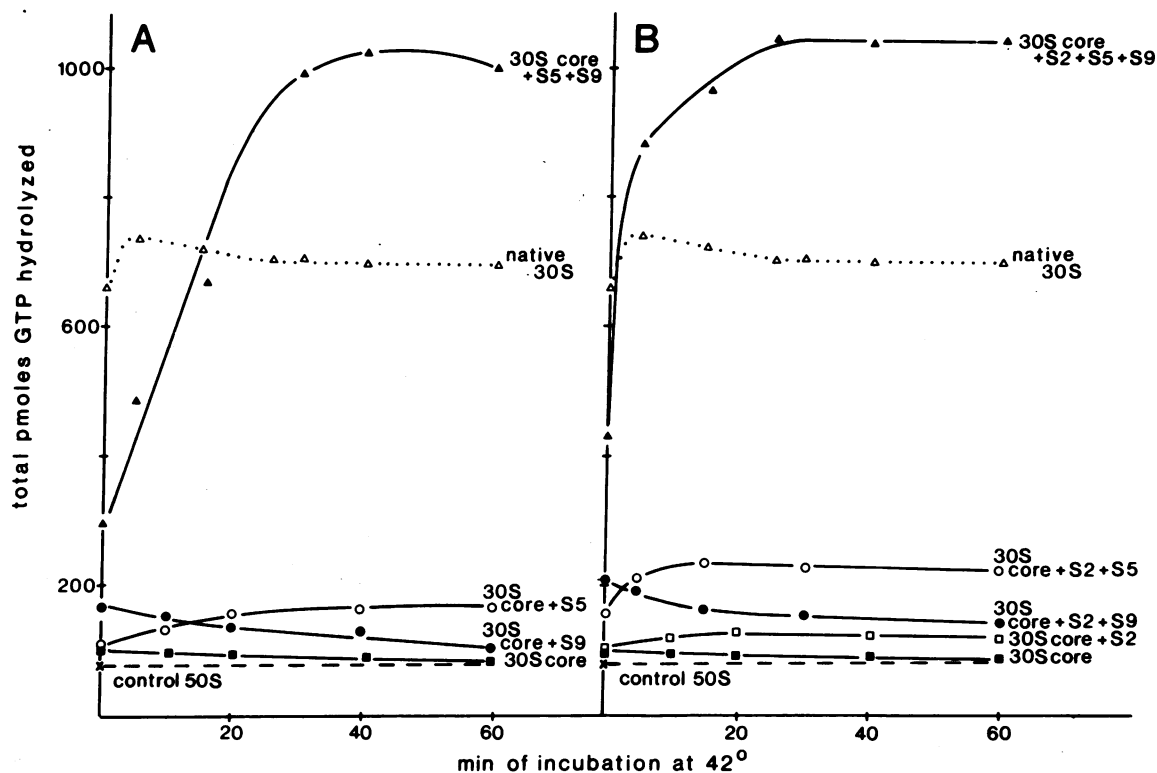 A
B
1000
600
200
total pmoles GTP hydrolyzed
30S core
+S5+S9
native
30S
30S
core+S5
30S
core+S9
30S core
control 50S
30S core
+S2+S5+S9
native
30S
30S
core+S2+S5
30S
core+S2+S9
30S core+S2
30S core
control 50S
20
40
60
20
40
60
min of incubation at 42°